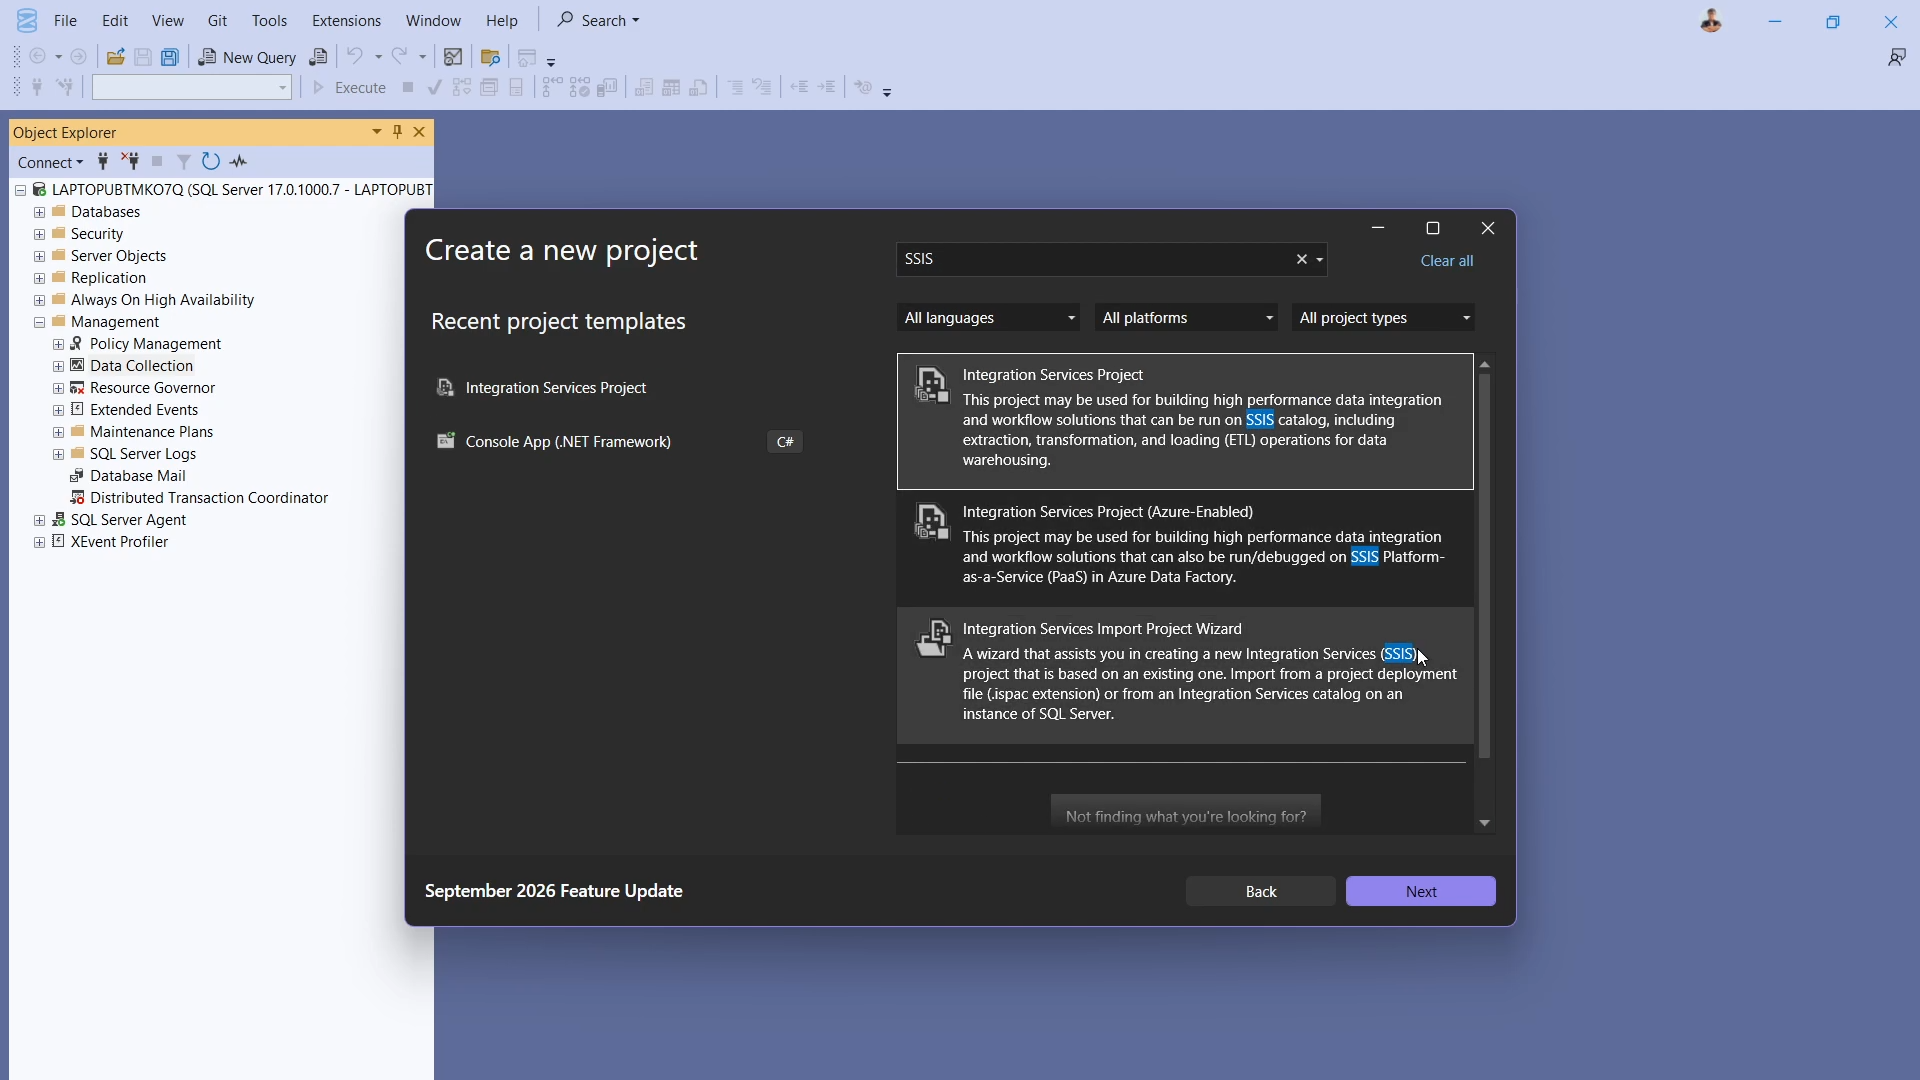 File Edit View Git Tools Extensions Window Help Search
New Query
Execute
Object Explorer
Connect
LAPTOPUBTMKO7Q (SQL Server 17.0.1000.7 - LAPTOPUBT
Databases
Security
Server Objects
Replication
Always On High Availability
Management
Policy Management
Data Collection
Resource Governor
Extended Events
Maintenance Plans
SQL Server Logs
Database Mail
Distributed Transaction Coordinator
SQL Server Agent
XEvent Profiler
Create a new project
SSIS
Clear all
Recent project templates
All languages All platforms All project types
Integration Services Project
Console App (.NET Framework) C#
Integration Services Project
This project may be used for building high performance data integration
and workflow solutions that can be run on SSIS catalog, including
extraction, transformation, and loading (ETL) operations for data
warehousing.
Integration Services Project (Azure-Enabled)
This project may be used for building high performance data integration
and workflow solutions that can also be run/debugged on SSIS Platform-
as-a-Service (PaaS) in Azure Data Factory.
Integration Services Import Project Wizard
A wizard that assists you in creating a new Integration Services (SSIS)
project that is based on an existing one. Import from a project deployment
file (.ispac extension) or from an Integration Services catalog on an
instance of SQL Server.
Not finding what you're looking for?
September 2026 Feature Update
Back Next